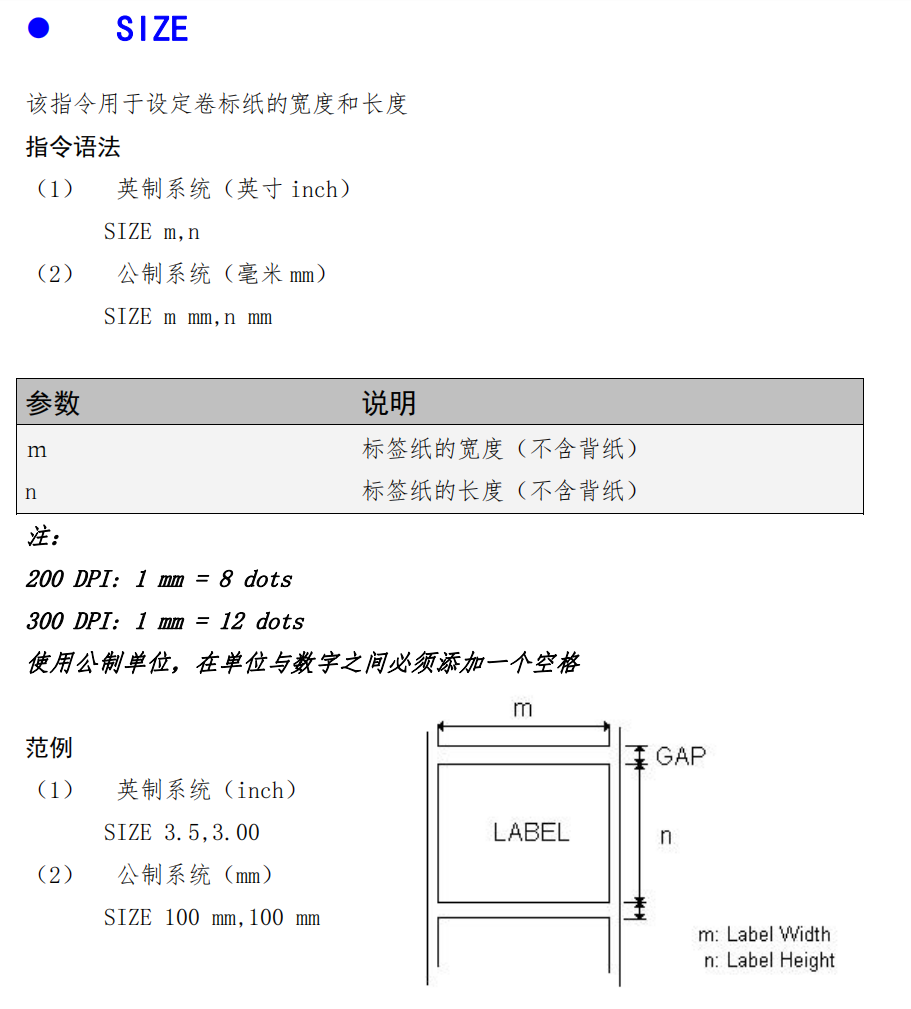 ● SIZE
该指令用于设定卷标纸的宽度和长度
指令语法
（1） 英制系统（英寸 inch）
SIZE m,n
（2） 公制系统（毫米 mm）
SIZE m mm,n mm
参数 说明
m 标签纸的宽度（不含背纸）
n 标签纸的长度（不含背纸）
注：
200 DPI: 1 mm = 8 dots
300 DPI: 1 mm = 12 dots
使用公制单位，在单位与数字之间必须添加一个空格
范例
（1） 英制系统（inch）
SIZE 3.5,3.00
（2） 公制系统（mm）
SIZE 100 mm,100 mm
m
GAP
LABEL
n
m: Label Width
n: Label Height